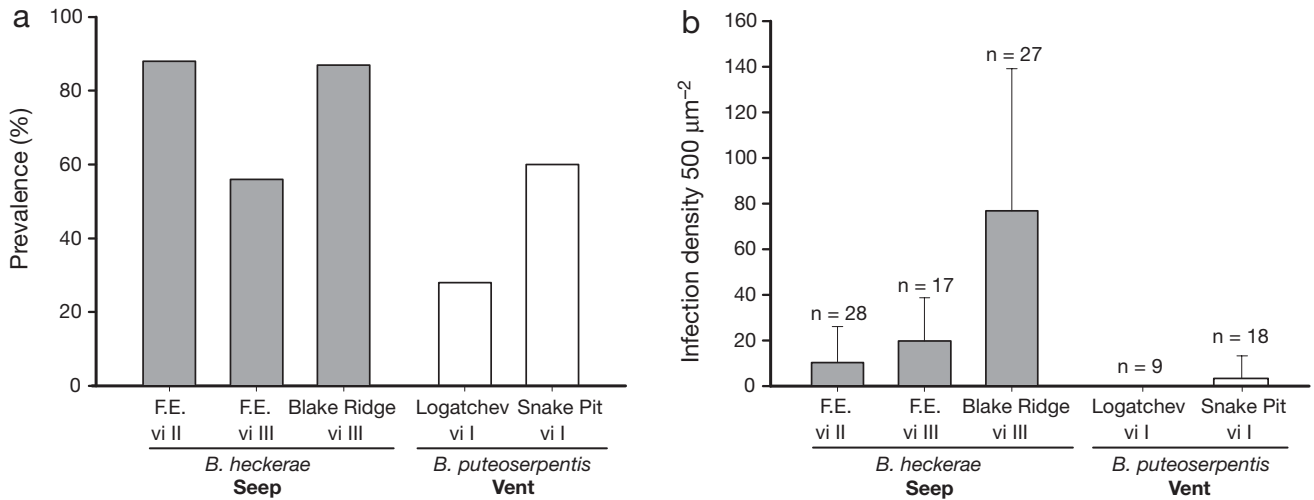 a
Prevalence (%)
100
80
60
40
20
0
F.E. F.E. Blake Ridge Logatchev Snake Pit
vi II vi III vi III vi I vi I
B. heckerae B. puteoserpentis
Seep Vent
b
Infection density 500 µm⁻²
160
140
120
100
80
60
40
20
0
n = 28
n = 17
n = 27
n = 9
n = 18
F.E. F.E. Blake Ridge Logatchev Snake Pit
vi II vi III vi III vi I vi I
B. heckerae B. puteoserpentis
Seep Vent